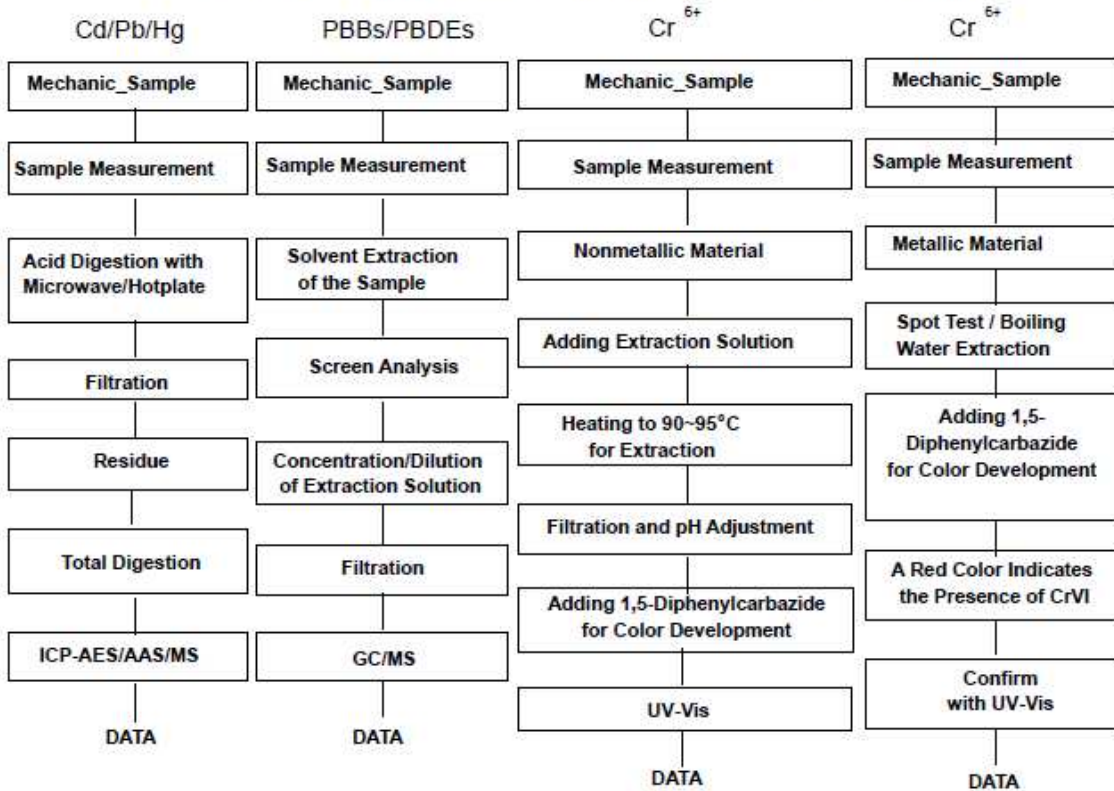 Cd/Pb/Hg
Mechanic_Sample
Sample Measurement
Acid Digestion with
Microwave/Hotplate
Filtration
Residue
Total Digestion
ICP-AES/AAS/MS
DATA
PBBs/PBDEs
Mechanic_Sample
Sample Measurement
Solvent Extraction
of the Sample
Screen Analysis
Concentration/Dilution
of Extraction Solution
Filtration
GC/MS
DATA
Cr 6+
Mechanic_Sample
Sample Measurement
Nonmetallic Material
Adding Extraction Solution
Heating to 90~95°C
for Extraction
Filtration and pH Adjustment
Adding 1,5-Diphenylcarbazide
for Color Development
UV-Vis
DATA
Cr 6+
Mechanic_Sample
Sample Measurement
Metallic Material
Spot Test / Boiling
Water Extraction
Adding 1,5-
Diphenylcarbazide
for Color Development
A Red Color Indicates
the Presence of CrVI
Confirm
with UV-Vis
DATA